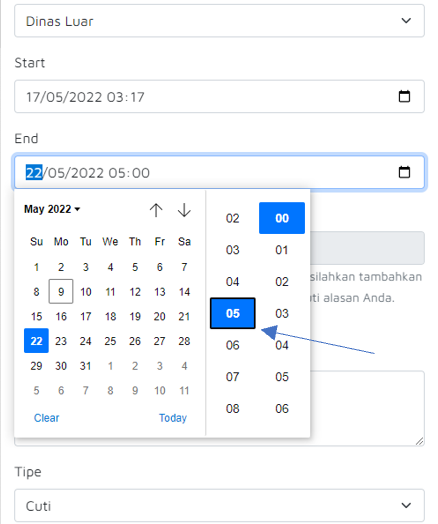 Dinas Luar
Start
17/05/2022 03:17
End
22/05/2022 05:00
May 2022
Su Mo Tu We Th Fr Sa
1 2 3 4 5 6 7
8 9 10 11 12 13 14
15 16 17 18 19 20 21
22 23 24 25 26 27 28
29 30 31 1 2 3 4
5 6 7 8 9 10 11
Clear Today
02 00
03 01
04 02
05 03
06 04
07 05
08 06
silahkan tambahkan
uti alasan Anda.
Tipe
Cuti